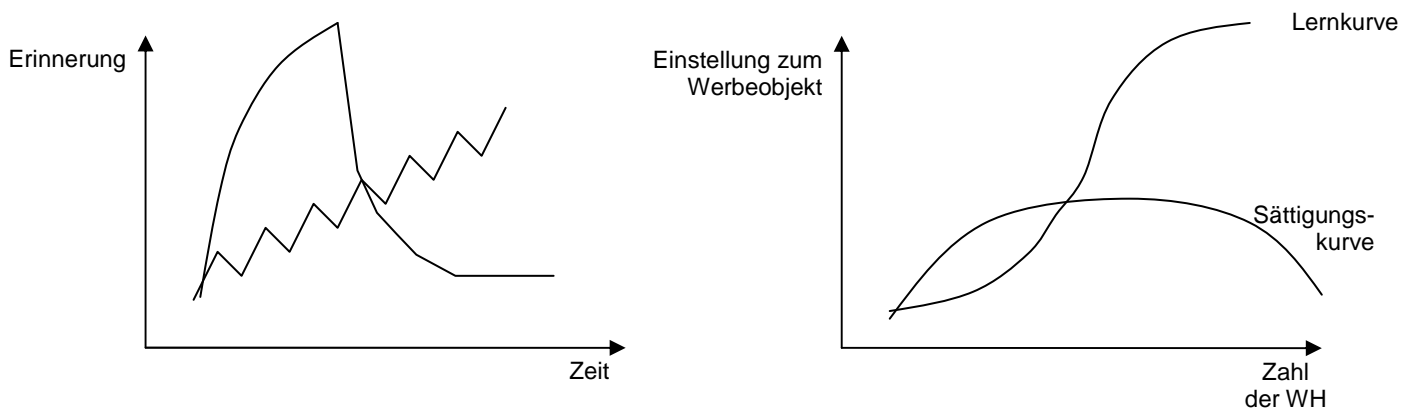 Erinnerung
Zeit
Einstellung zum
Werbeobjekt
Lernkurve
Sättigungs-
kurve
Zahl
der WH